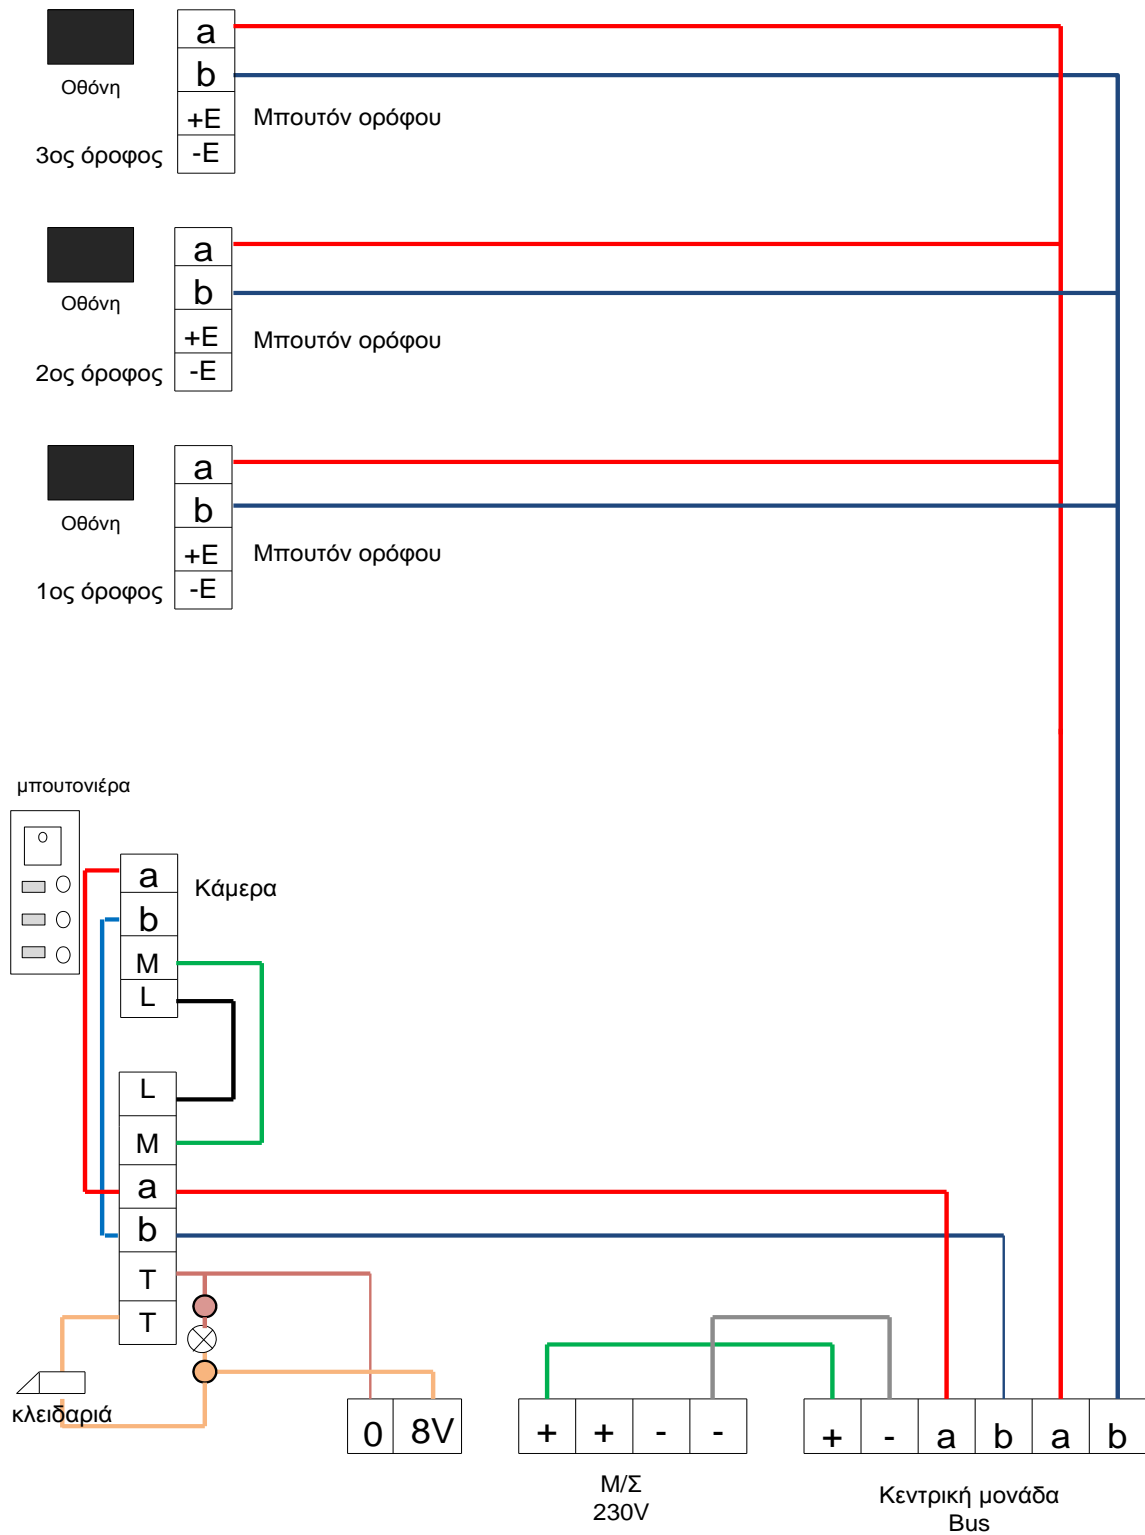 a
b
Οθόνη
+E
Μπουτόν ορόφου
3ος όροφος
-E
a
b
Οθόνη
+E
Μπουτόν ορόφου
2ος όροφος
-E
a
b
Οθόνη
+E
Μπουτόν ορόφου
1ος όροφος
-E
μπουτονιέρα
a
Κάμερα
b
M
L
L
M
a
b
T
T
κλειδαριά
0 8V
+ + - -
+ - a b a b
Μ/Σ
230V
Κεντρική μονάδα
Bus